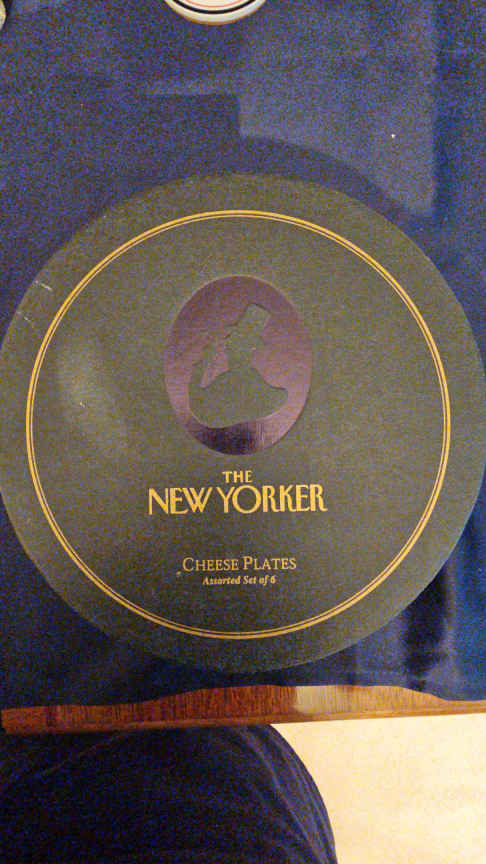 THE
NEW YORKER
CHEESE PLATES
Assorted Set of 6